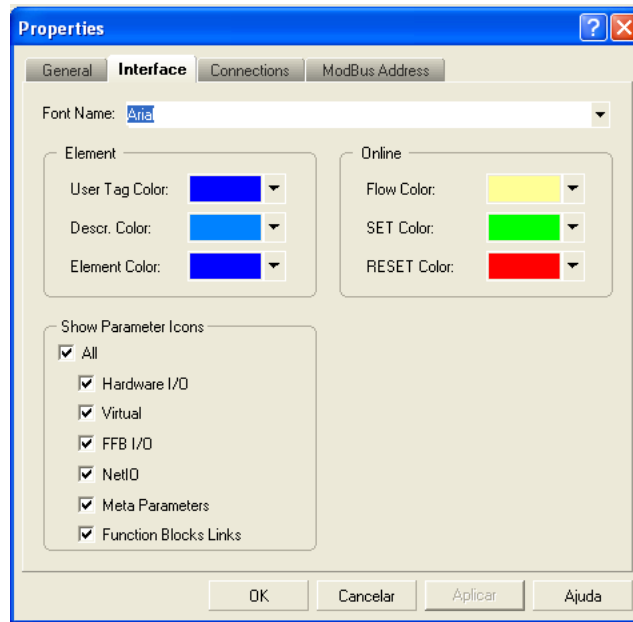 Properties
General Interface Connections ModBus Address
Font Name: Arial
Element
User Tag Color:
Descr. Color:
Element Color:
Online
Flow Color:
SET Color:
RESET Color:
Show Parameter Icons
All
Hardware I/O
Virtual
FFB I/O
NetIO
Meta Parameters
Function Blocks Links
OK Cancelar Aplicar Ajuda